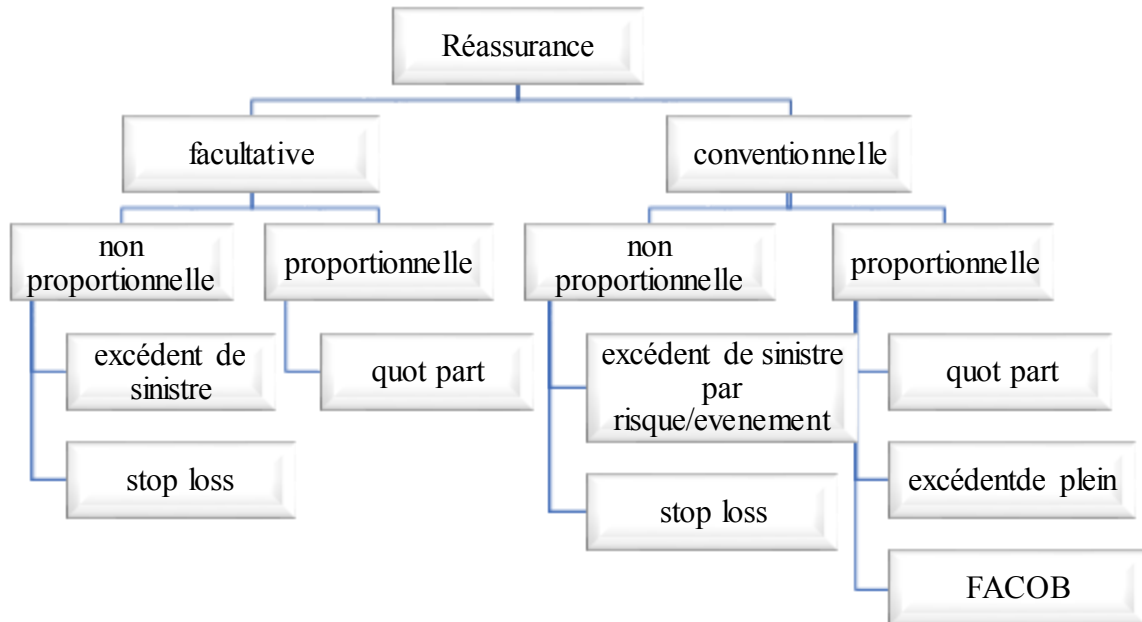 Réassurance
facultative
conventionnelle
non
proportionnelle
proportionnelle
non
proportionnelle
proportionnelle
excédent de
sinistre
quot part
excédent de sinistre
par
risque/evenement
quot part
stop loss
stop loss
excédentde plein
FACOB